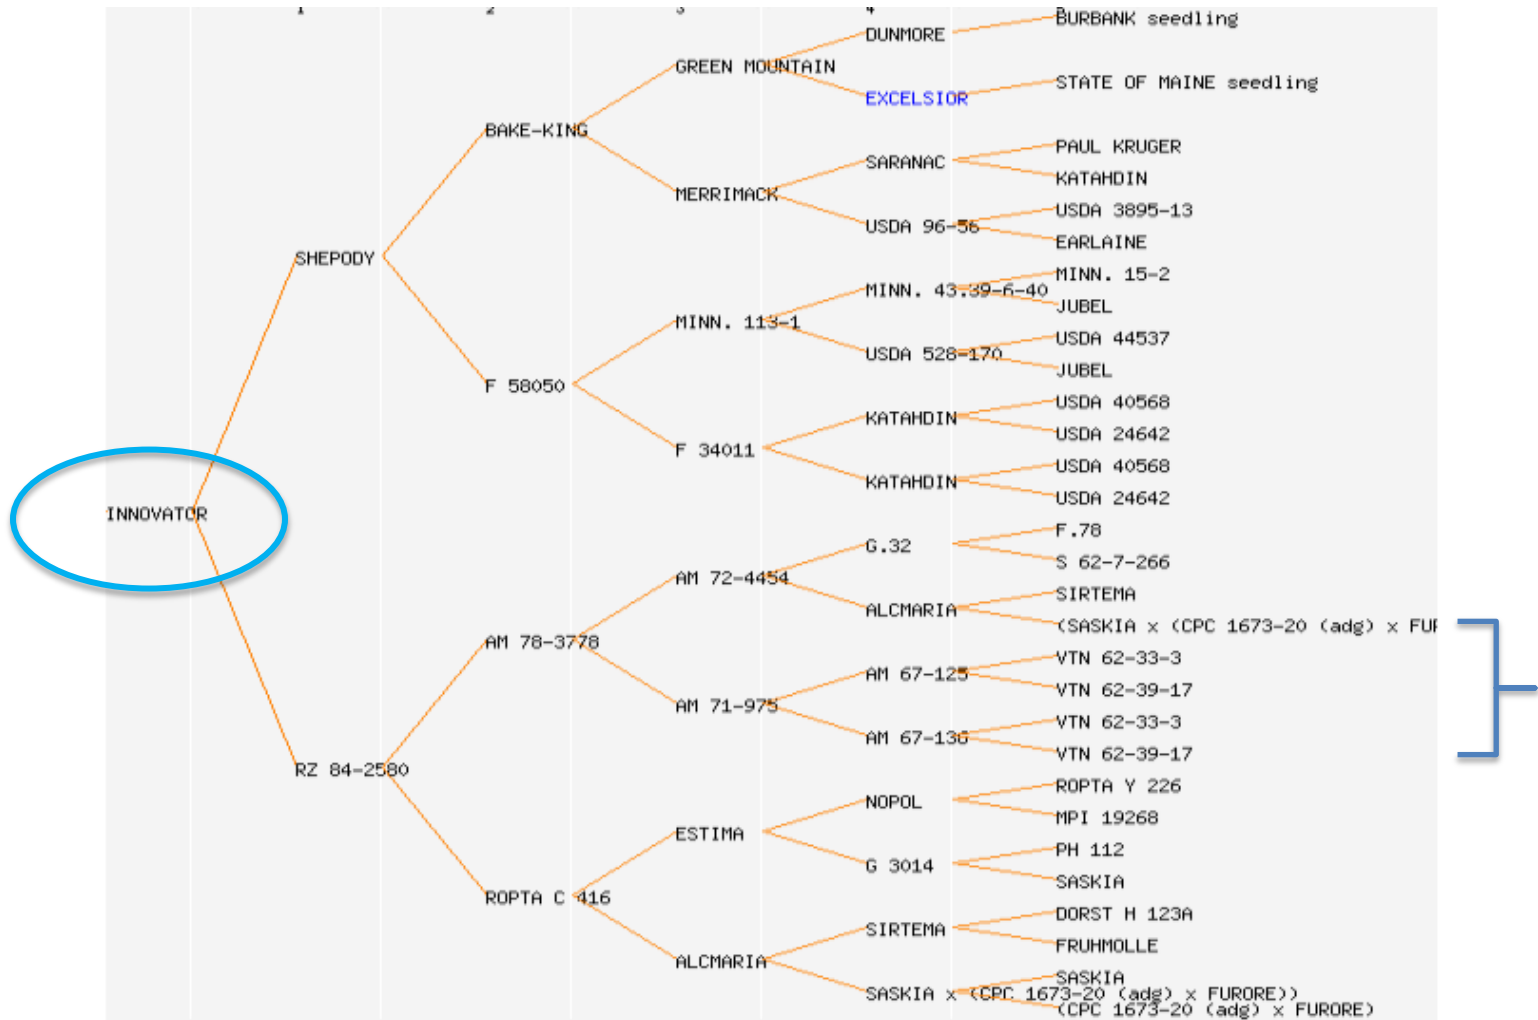 1 2 3 4 5
BURBANK seedling
DUNMORE
GREEN MOUNTAIN
STATE OF MAINE seedling
EXCELSIOR
BAKE-KING
PAUL KRUGER
SARANAC
KATAHDIN
MERRIMACK
USDA 3895-13
USDA 96-56
EARLAINE
SHEPODY
MINN. 15-2
MINN. 43.39-6-40
JUBEL
MINN. 113-1
USDA 44537
USDA 528-170
JUBEL
F 58050
USDA 40568
KATAHDIN
USDA 24642
F 34011
USDA 40568
KATAHDIN
USDA 24642
INNOVATOR
F.78
G.32
S 62-7-266
AM 72-4454
SIRTEMA
ALCMARIA
(SASKIA x (CPC 1673-20 (adg) x FUR
AM 78-3778
VTN 62-33-3
AM 67-125
VTN 62-39-17
AM 71-975
VTN 62-33-3
AM 67-136
VTN 62-39-17
RZ 84-2580
ROPTA Y 226
NOPOL
MPI 19268
ESTIMA
PH 112
G 3014
SASKIA
ROPTA C 416
DORST H 123A
SIRTEMA
FRUHMOLLE
ALCMARIA
SASKIA
SASKIA x (CPC 1673-20 (adg) x FURORE))
(CPC 1673-20 (adg) x FURORE)